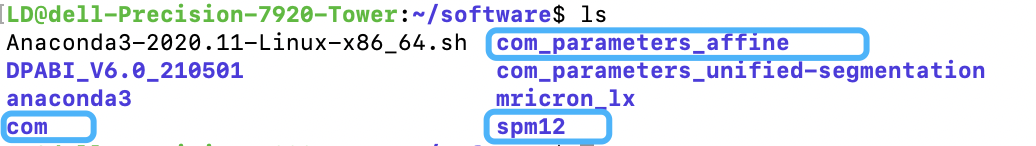 LD@dell-Precision-7920-Tower:~/software$ ls
Anaconda3-2020.11-Linux-x86_64.sh com_parameters_affine
DPABI_V6.0_210501 com_parameters_unified-segmentation
anaconda3 mricron_lx
com spm12